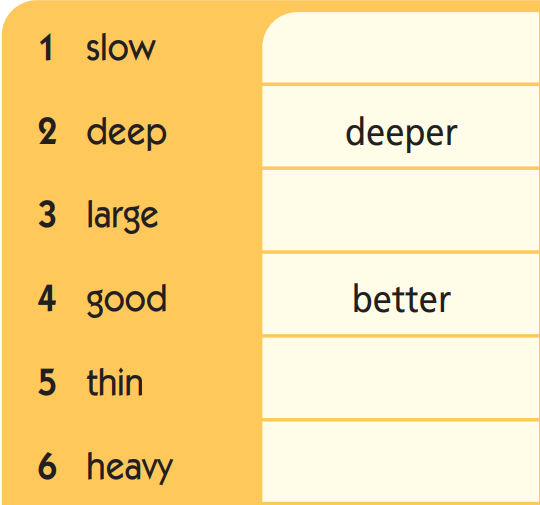 1 slow
2 deep deeper
3 large
4 good better
5 thin
6 heavy